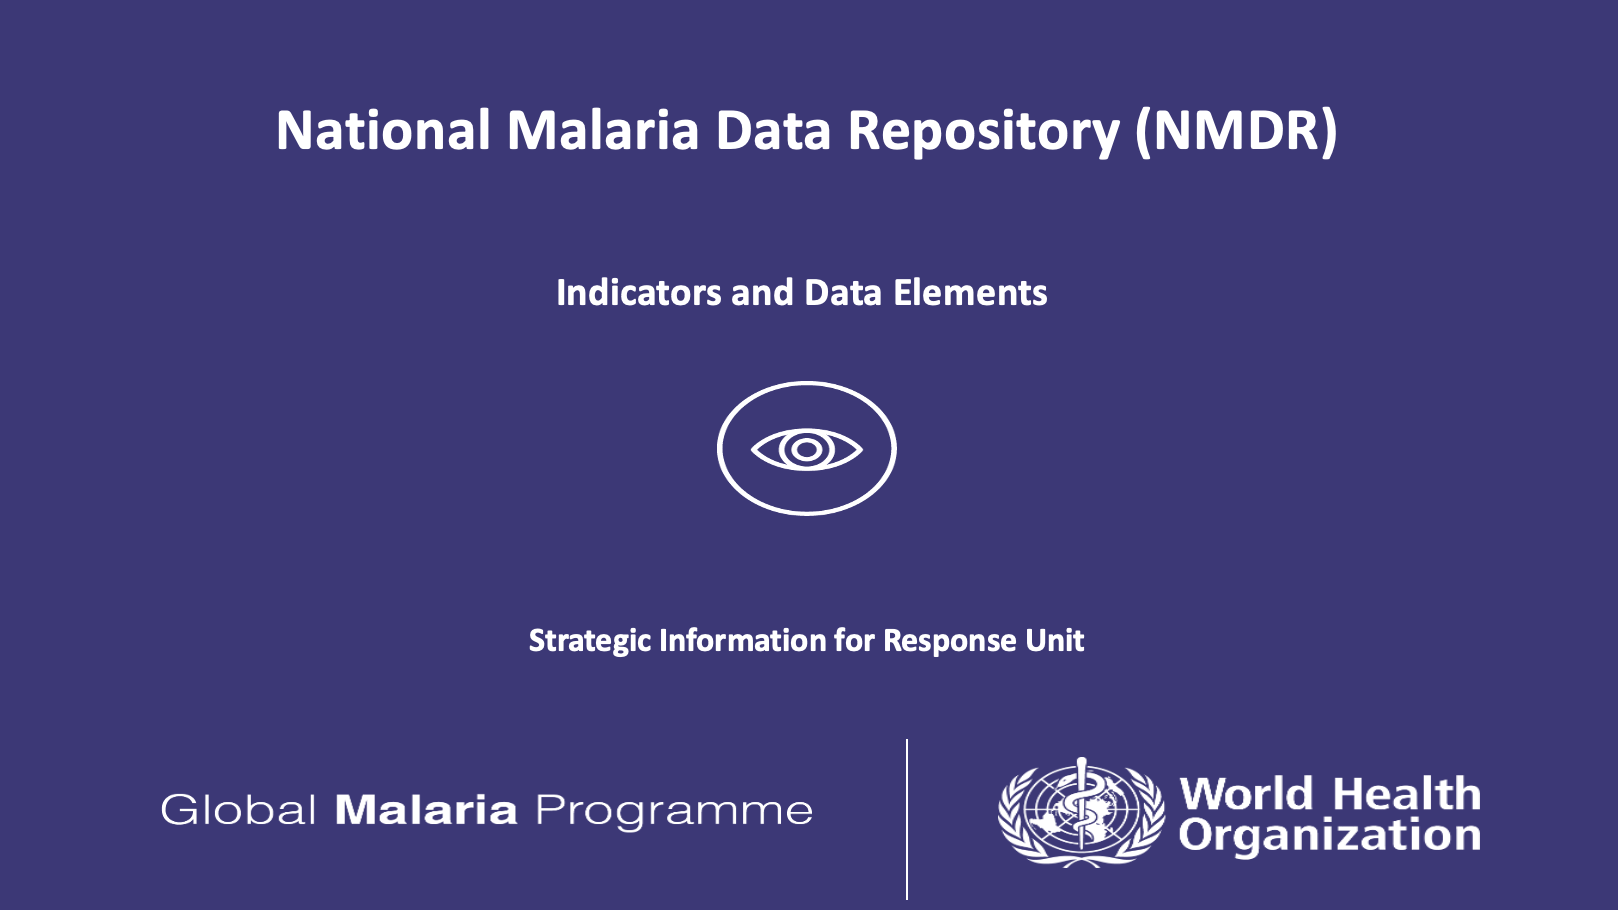 National Malaria Data Repository (NMDR)
Indicators and Data Elements
Strategic Information for Response Unit
Global Malaria Programme
World Health
Organization